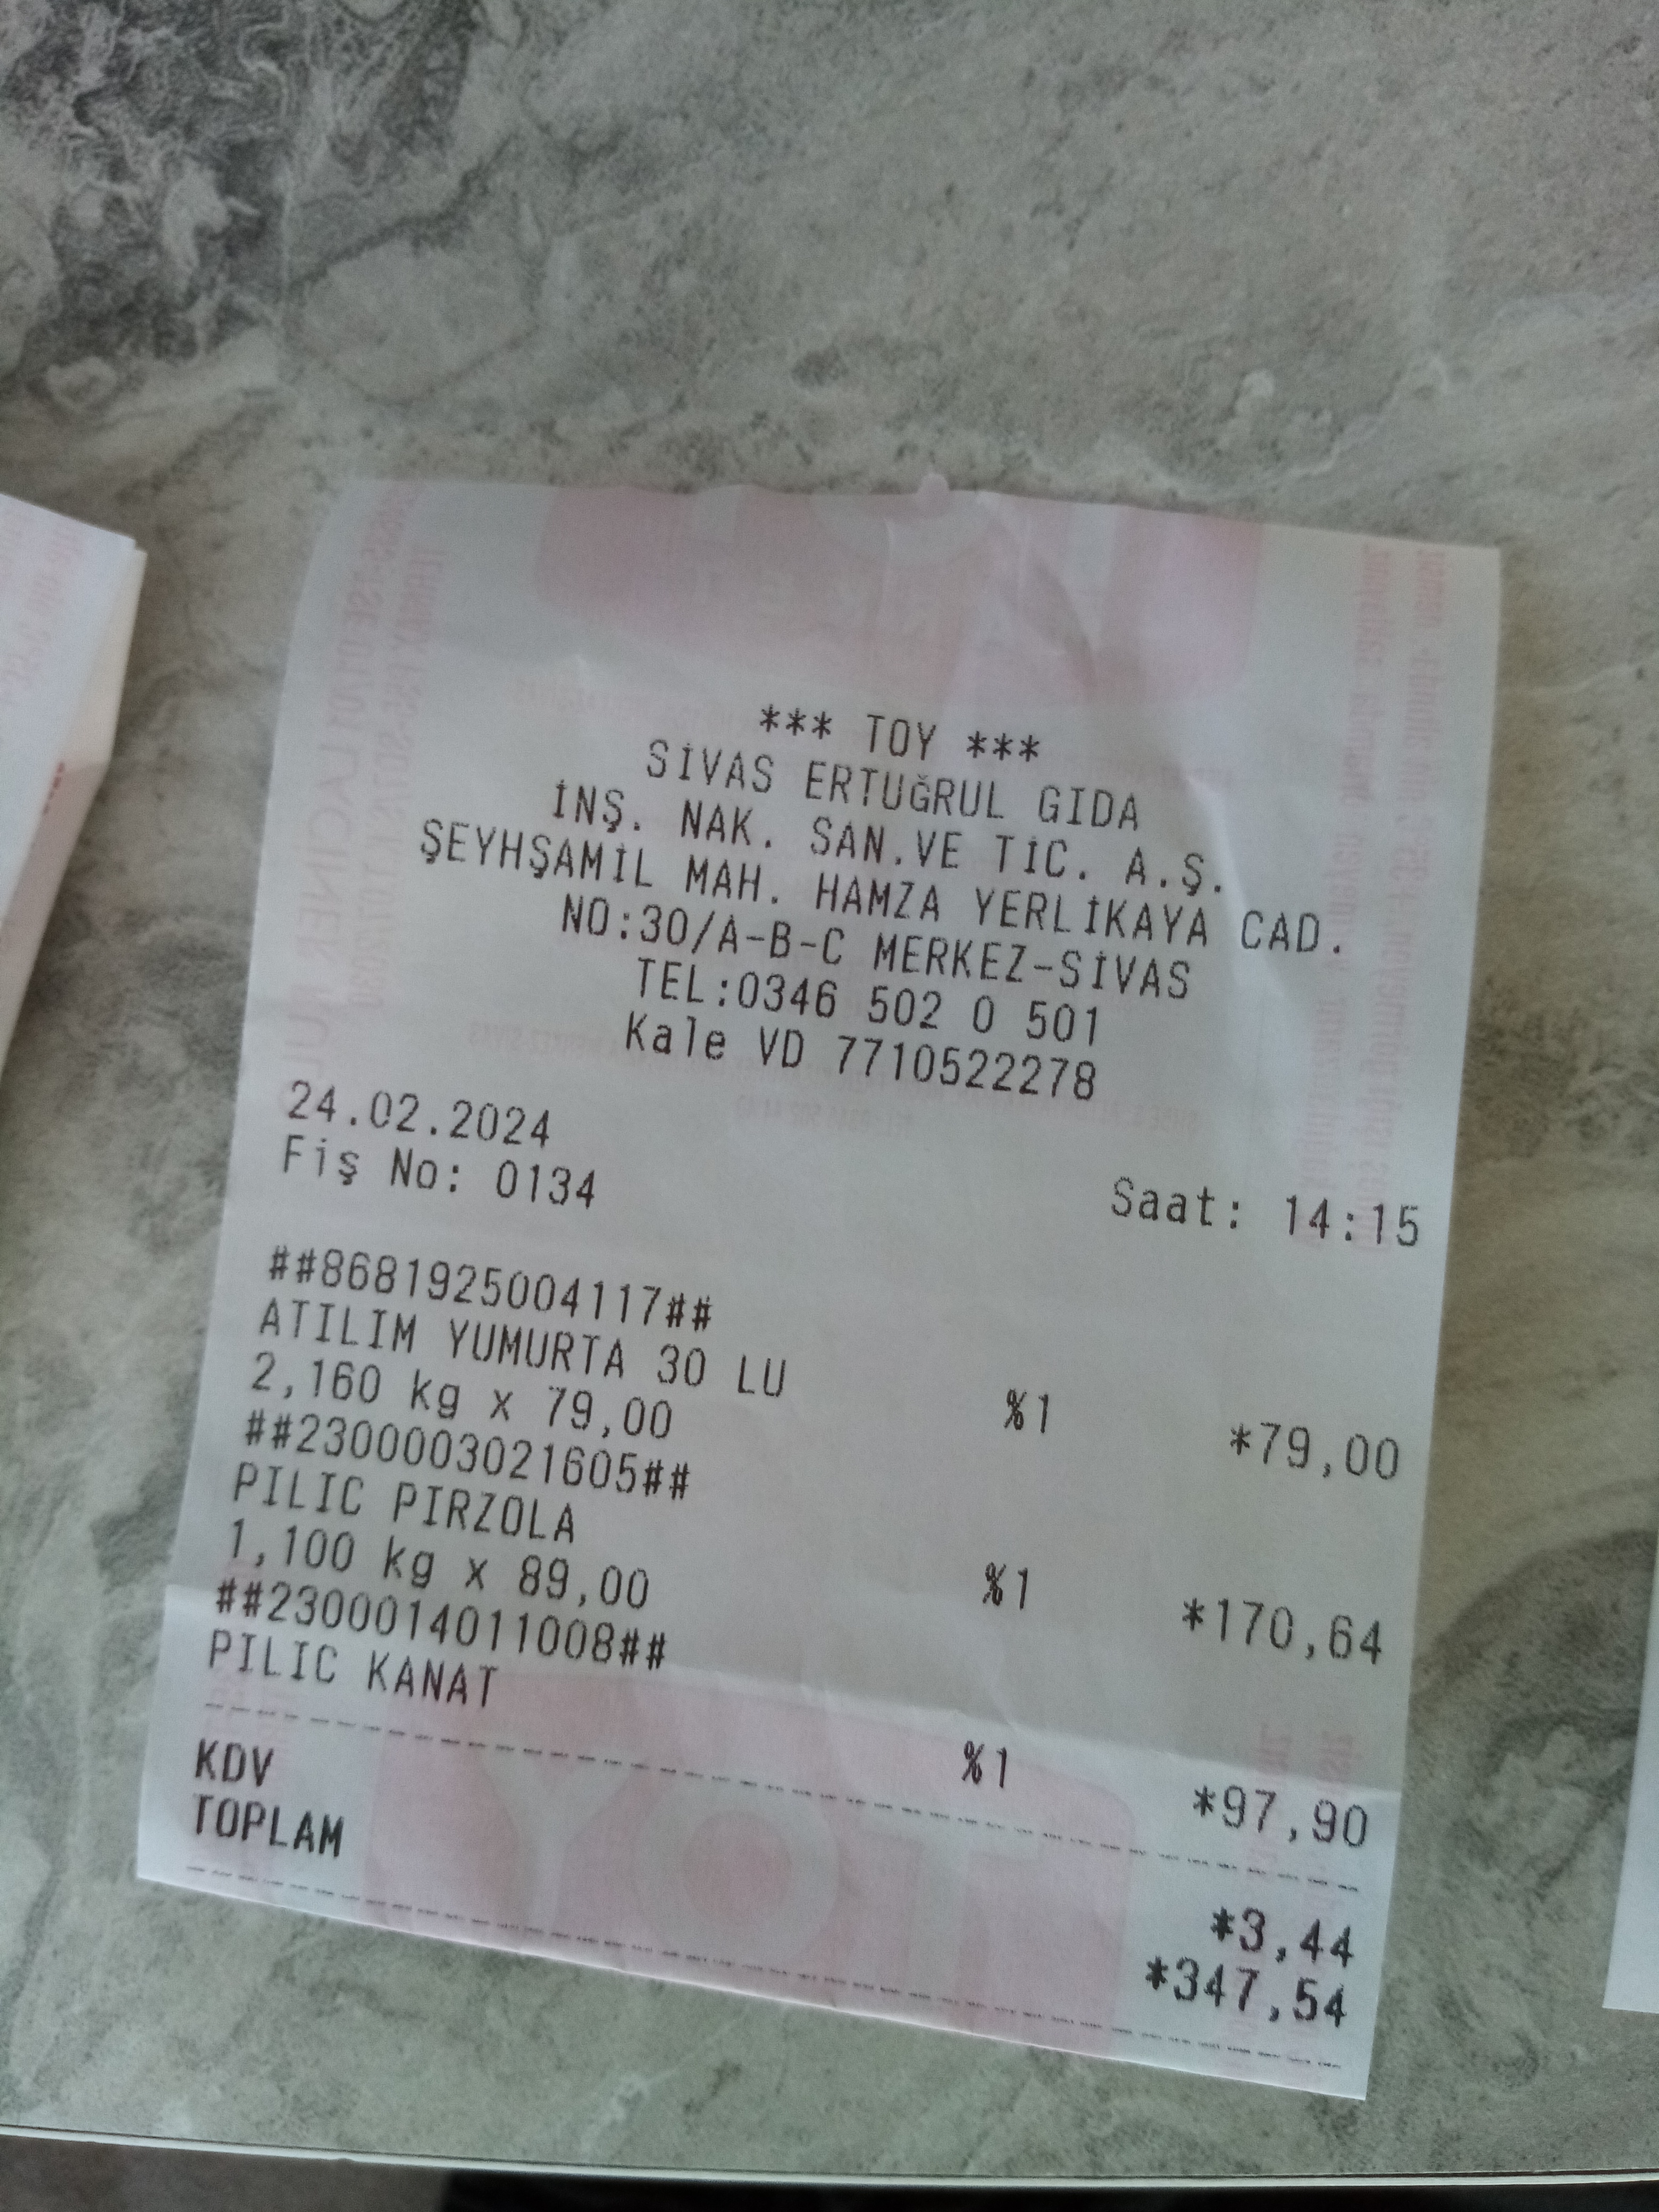 *** TOY ***
SİVAS ERTUĞRUL GIDA
İNŞ. NAK. SAN.VE TİC. A.Ş.
ŞEYHŞAMİL MAH. HAMZA YERLİKAYA CAD.
NO:30/A-B-C MERKEZ-SİVAS
TEL:0346 502 0 501
Kale VD 7710522278
24.02.2024
Fiş No: 0134 Saat: 14:15
##8681925004117##
ATILIM YUMURTA 30 LU %1 *79,00
2,160 kg x 79,00
##2300003021605##
PILIC PIRZOLA %1 *170,64
1,100 kg x 89,00
##2300014011008##
PILIC KANAT %1 *97,90
KDV *3,44
TOPLAM *347,54